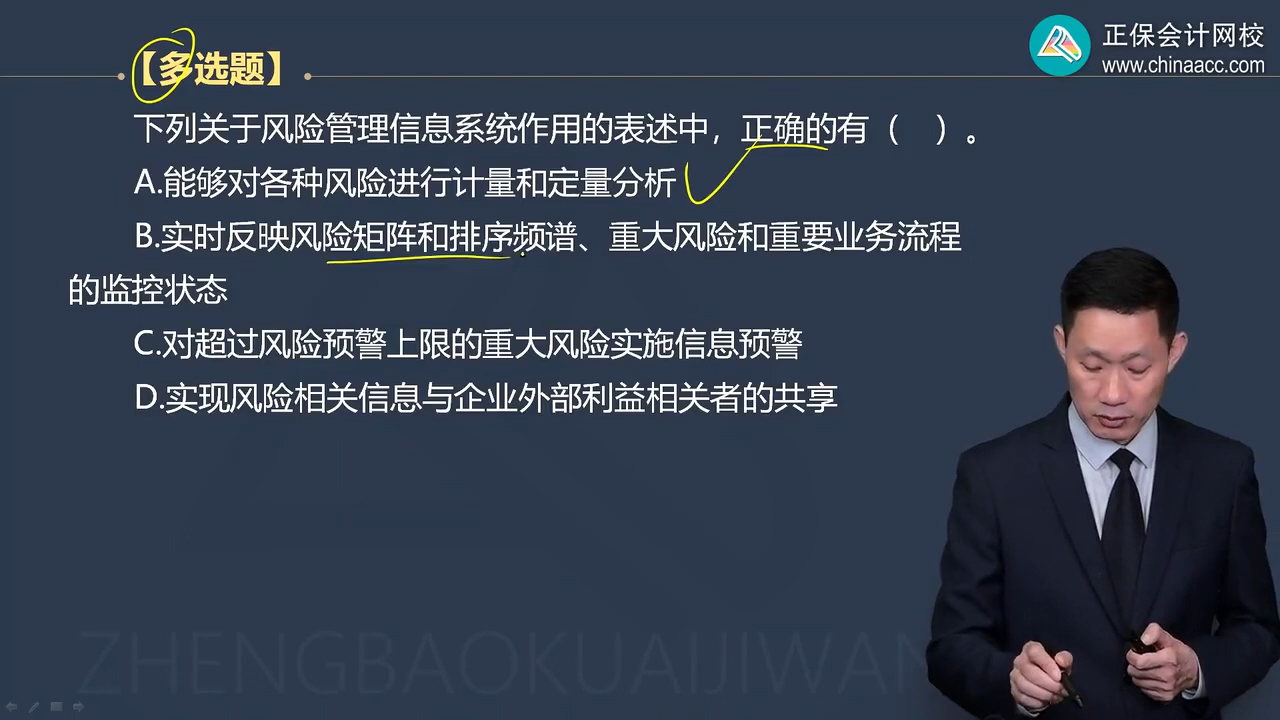 正保会计网校
www.chinaacc.com
【多选题】
下列关于风险管理信息系统作用的表述中，正确的有（ ）。
A.能够对各种风险进行计量和定量分析
B.实时反映风险矩阵和排序频谱、重大风险和重要业务流程
的监控状态
C.对超过风险预警上限的重大风险实施信息预警
D.实现风险相关信息与企业外部利益相关者的共享
ZHENGBAOKUAIJIWAN